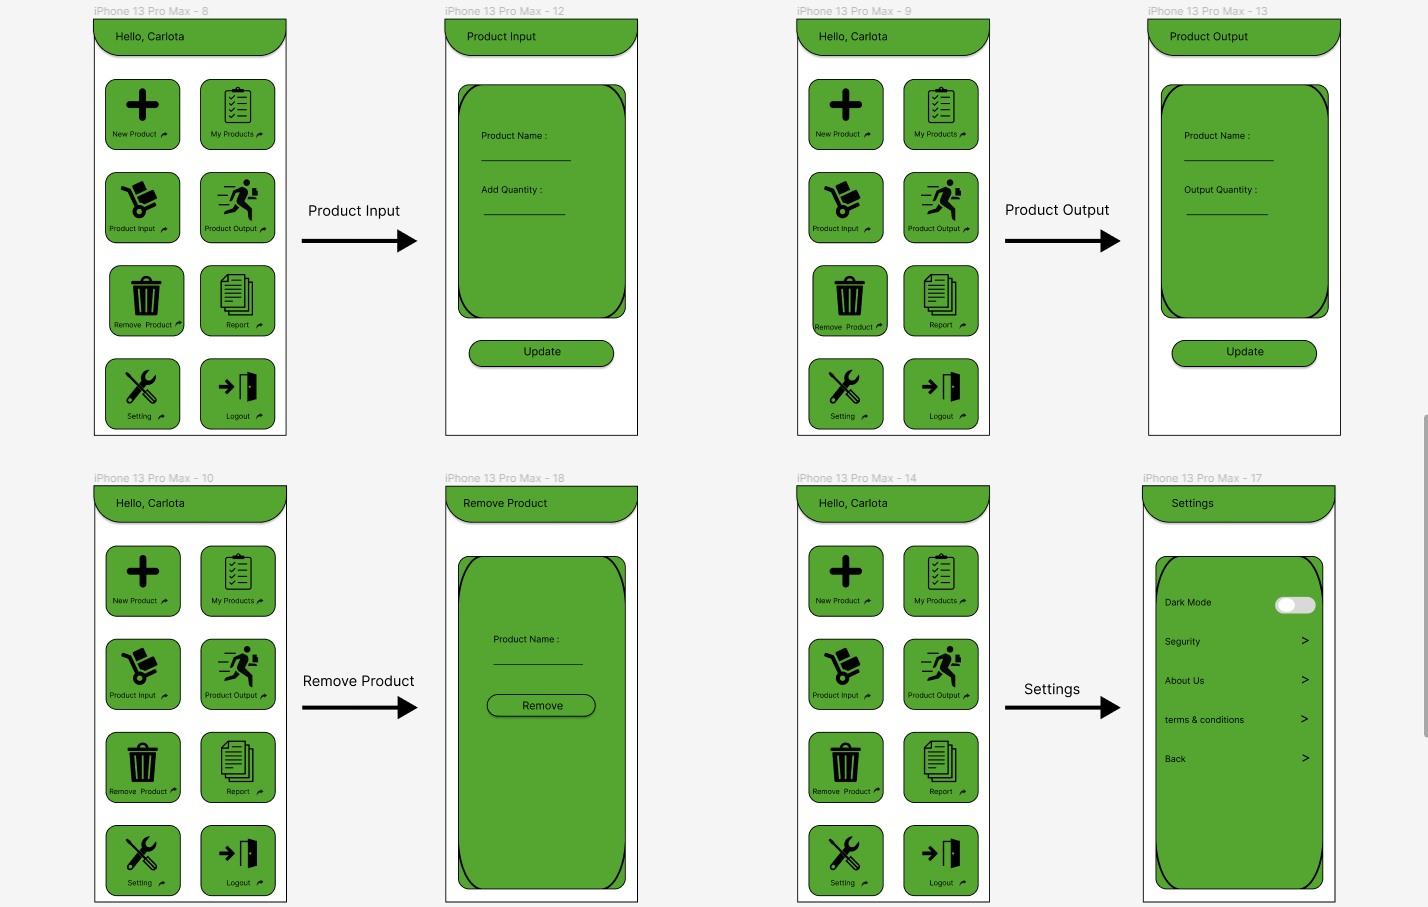 iPhone 13 Pro Max - 8
Hello, Carlota
New Product
My Products
Product Input
Product Output
Remove Product
Report
Setting
Logout
Product Input
iPhone 13 Pro Max - 12
Product Input
Product Name :
Add Quantity :
Update
iPhone 13 Pro Max - 9
Hello, Carlota
New Product
My Products
Product Input
Product Output
Remove Product
Report
Setting
Logout
Product Output
iPhone 13 Pro Max - 13
Product Output
Product Name :
Output Quantity :
Update
iPhone 13 Pro Max - 10
Hello, Carlota
New Product
My Products
Product Input
Product Output
Remove Product
Report
Setting
Logout
Remove Product
iPhone 13 Pro Max - 18
Remove Product
Product Name :
Remove
iPhone 13 Pro Max - 14
Hello, Carlota
New Product
My Products
Product Input
Product Output
Remove Product
Report
Setting
Logout
Settings
iPhone 13 Pro Max - 17
Settings
Dark Mode
Segurity >
About Us >
terms & conditions >
Back >